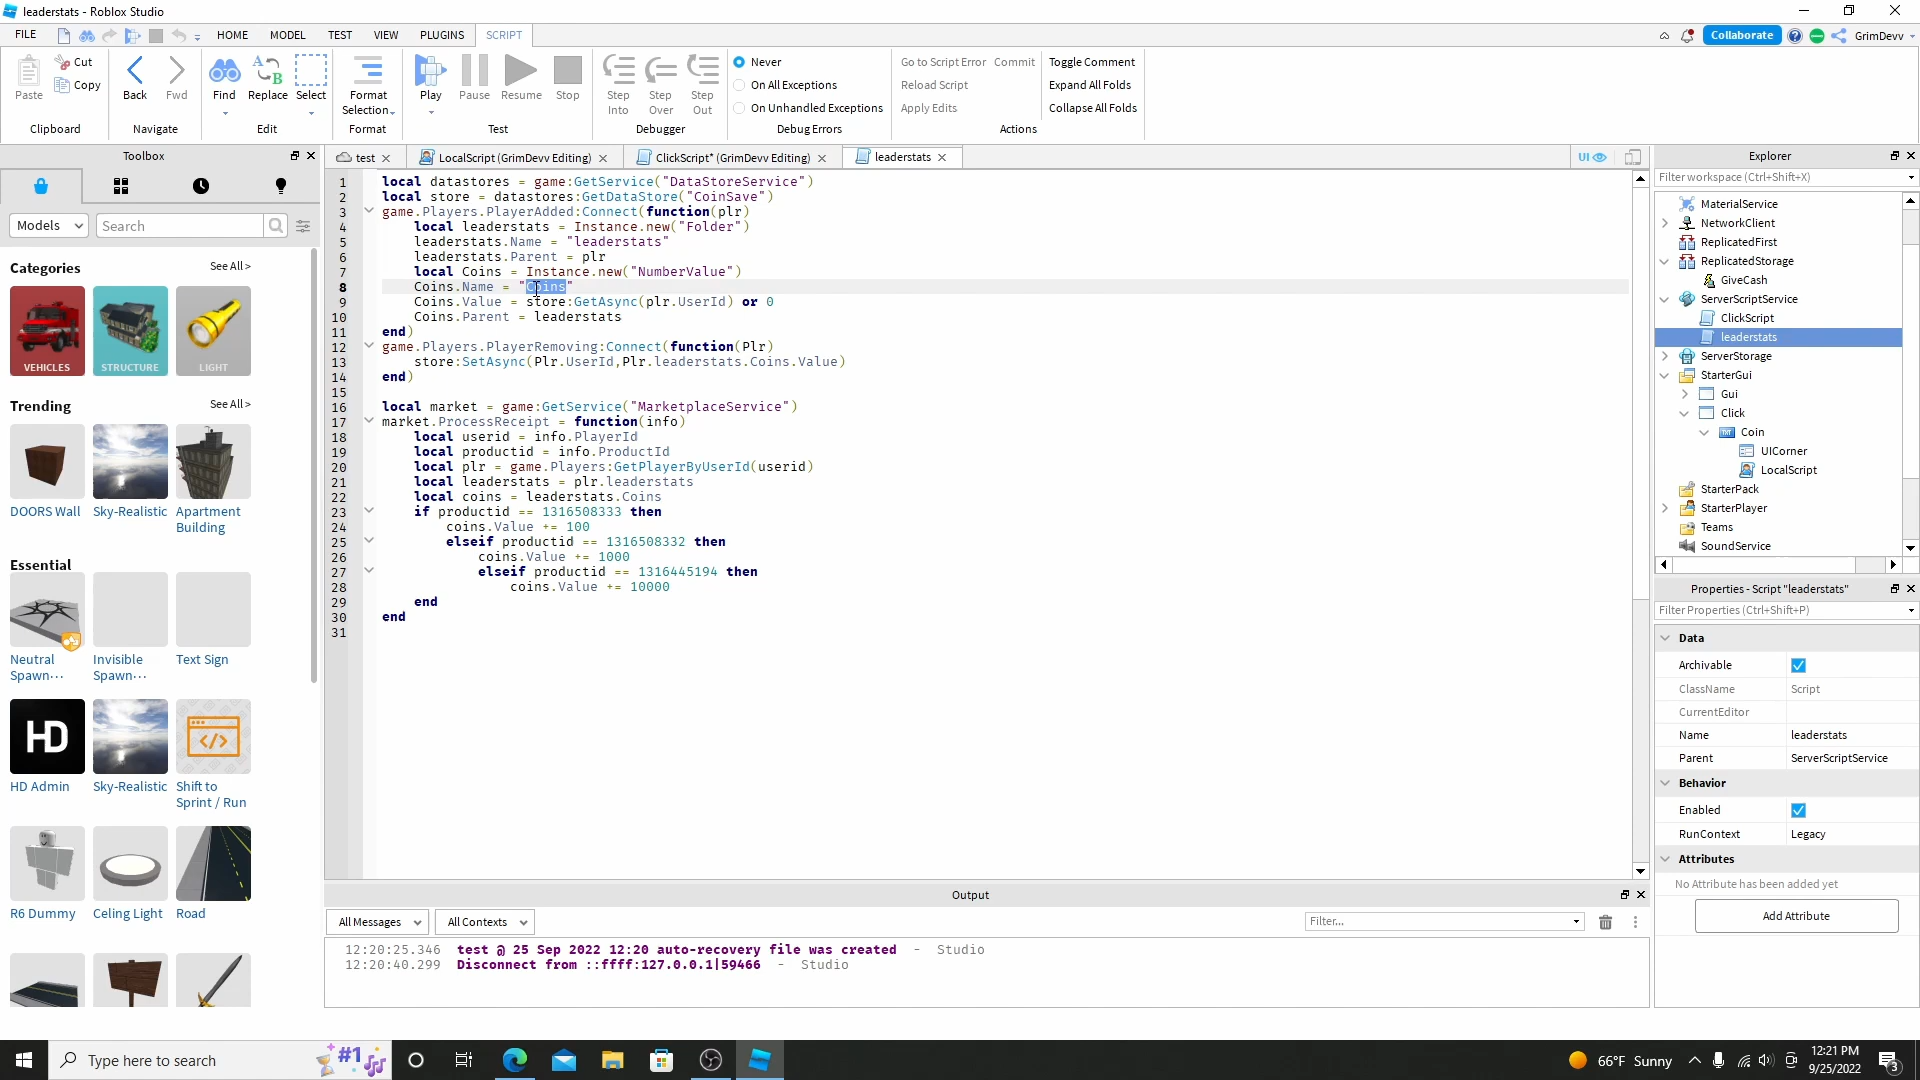 leaderstats - Roblox Studio
FILE HOME MODEL TEST VIEW PLUGINS SCRIPT Collaborate GrimDevv
Paste Cut Copy Back Fwd Find Replace Select Format Selection Play Pause Resume Stop Step Into Step Over Step Out
Never
On All Exceptions
On Unhandled Exceptions
Go to Script Error Commit
Reload Script
Apply Edits
Toggle Comment
Expand All Folds
Collapse All Folds
Clipboard Navigate Edit Format Test Debugger Debug Errors Actions
Toolbox
Models Search
Categories See All >
VEHICLES STRUCTURE LIGHT
Trending See All >
DOORS Wall Sky-Realistic Apartment Building
Essential
Neutral Spawn... Invisible Spawn... Text Sign
HD
</>
HD Admin Sky-Realistic Shift to Sprint / Run
R6 Dummy Celing Light Road
test LocalScript (GrimDevv Editing) ClickScript* (GrimDevv Editing) leaderstats UI
1 local datastores = game:GetService("DataStoreService")
2 local store = datastores:GetDataStore("CoinSave")
3 game.Players.PlayerAdded:Connect(function(plr)
4 local leaderstats = Instance.new("Folder")
5 leaderstats.Name = "leaderstats"
6 leaderstats.Parent = plr
7 local Coins = Instance.new("NumberValue")
8 Coins.Name = "Coins"
9 Coins.Value = store:GetAsync(plr.UserId) or 0
10 Coins.Parent = leaderstats
11 end)
12 game.Players.PlayerRemoving:Connect(function(Plr)
13 store:SetAsync(Plr.UserId,Plr.leaderstats.Coins.Value)
14 end)
15
16 local market = game:GetService("MarketplaceService")
17 market.ProcessReceipt = function(info)
18 local userid = info.PlayerId
19 local productid = info.ProductId
20 local plr = game.Players:GetPlayerByUserId(userid)
21 local leaderstats = plr.leaderstats
22 local coins = leaderstats.Coins
23 if productid == 1316508333 then
24 coins.Value += 100
25 elseif productid == 1316508332 then
26 coins.Value += 1000
27 elseif productid == 1316445194 then
28 coins.Value += 10000
29 end
30 end
31
Output
All Messages All Contexts Filter...
12:20:25.346 test @ 25 Sep 2022 12:20 auto-recovery file was created - Studio
12:20:40.299 Disconnect from ::ffff:127.0.0.1|59466 - Studio
Explorer
Filter workspace (Ctrl+Shift+X)
MaterialService
NetworkClient
ReplicatedFirst
ReplicatedStorage
GiveCash
ServerScriptService
ClickScript
leaderstats
ServerStorage
StarterGui
Gui
Click
Coin
UICorner
LocalScript
StarterPack
StarterPlayer
Teams
SoundService
Properties - Script "leaderstats"
Filter Properties (Ctrl+Shift+P)
Data
Archivable
ClassName Script
CurrentEditor
Name leaderstats
Parent ServerScriptService
Behavior
Enabled
RunContext Legacy
Attributes
No Attribute has been added yet
Add Attribute
Type here to search #1 66°F Sunny 12:21 PM
9/25/2022
3